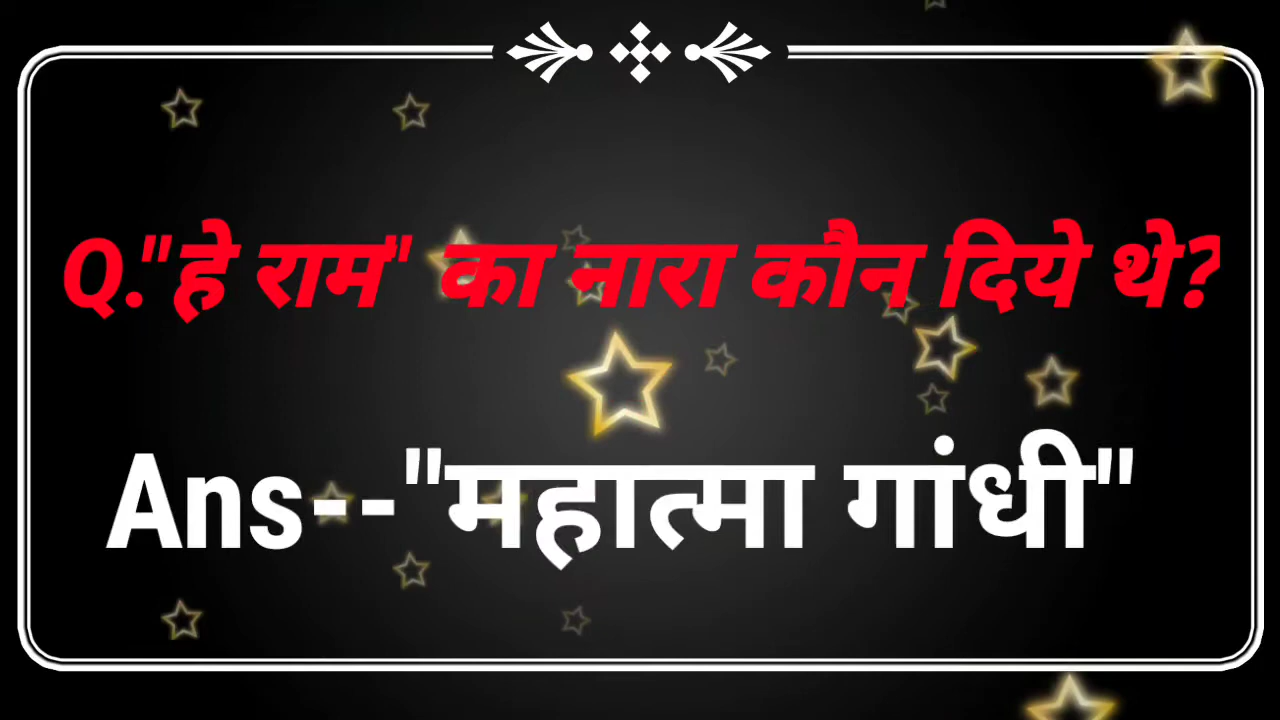 Q."हे राम" का नारा कौन दिये थे?
Ans--"महात्मा गांधी"